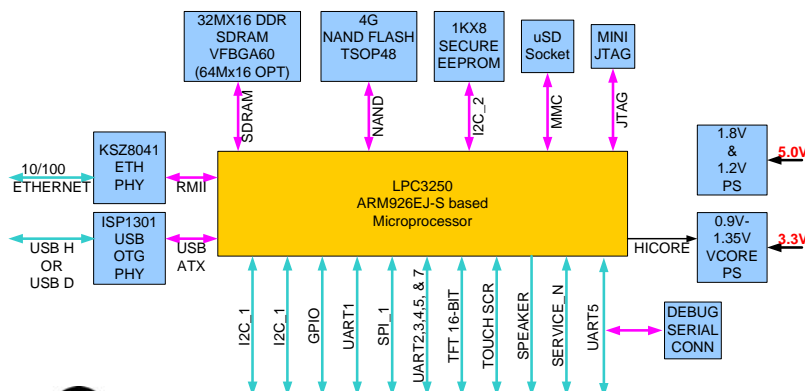 32MX16 DDR
SDRAM
VFBGA60
(64Mx16 OPT)
4G
NAND FLASH
TSOP48
1KX8
SECURE
EEPROM
uSD
Socket
MINI
JTAG
SDRAM
NAND
I2C_2
MMC
JTAG
10/100
ETHERNET
KSZ8041
ETH
PHY
RMII
LPC3250
ARM926EJ-S based
Microprocessor
1.8V
&
1.2V
PS
5.0V
USB H
OR
USB D
ISP1301
USB
OTG
PHY
USB
ATX
HICORE
0.9V-
1.35V
VCORE
PS
3.3V
I2C_1
I2C_1
GPIO
UART1
SPI_1
UART2,3,4,5, & 7
TFT 16-BIT
TOUCH SCR
SPEAKER
SERVICE_N
UART5
DEBUG
SERIAL
CONN